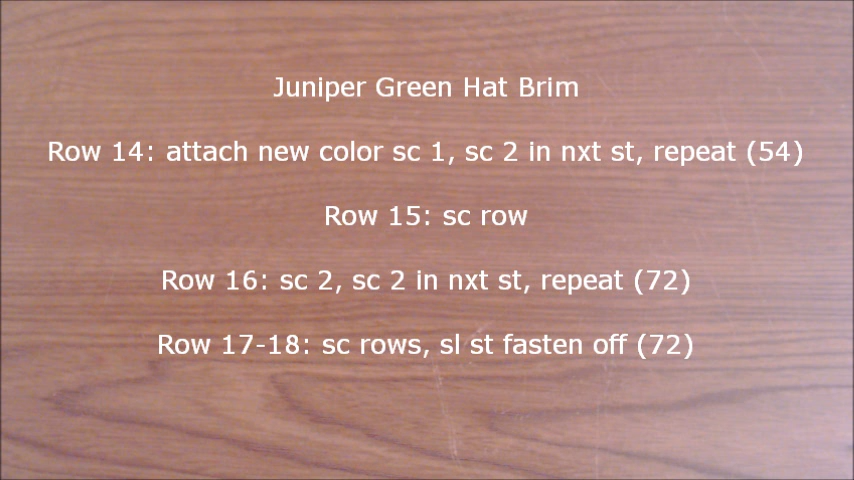 Juniper Green Hat Brim
Row 14: attach new color sc 1, sc 2 in nxt st, repeat (54)
Row 15: sc row
Row 16: sc 2, sc 2 in nxt st, repeat (72)
Row 17-18: sc rows, sl st fasten off (72)